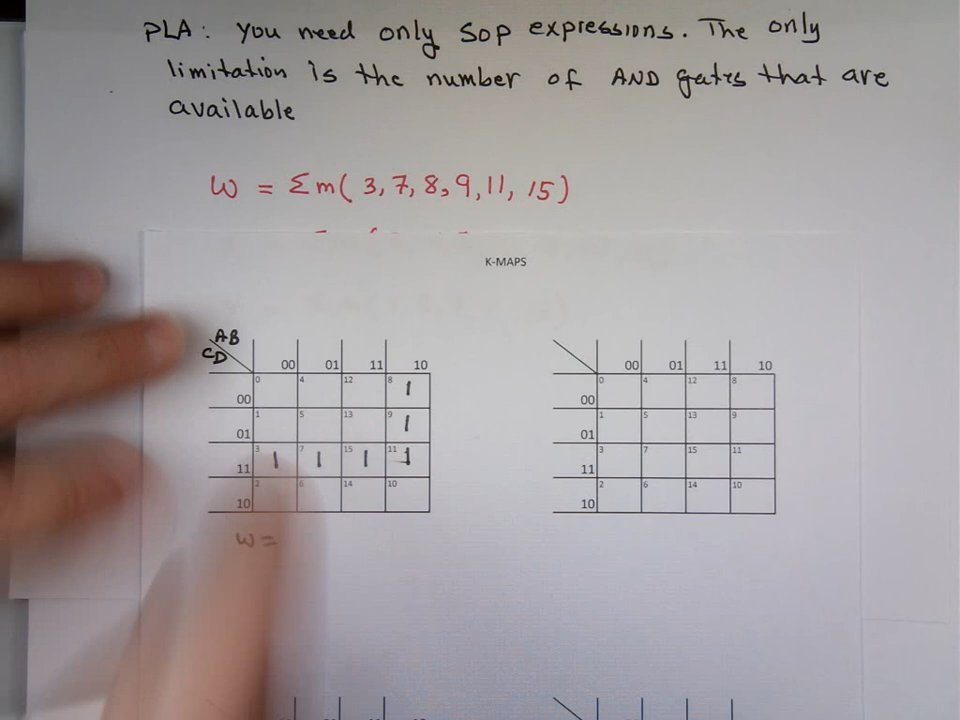 PLA: You need only SOP expressions. The only
limitation is the number of AND gates that are
available
W = Σm( 3, 7, 8, 9, 11, 15)
K-MAPS
AB
CD
00 01 11 10
00 01 11 10
0 4 12 8 1
0 4 12 8
00
00
1 5 13 9 1
1 5 13 9
01
01
3 1 7 1 15 1 11 1
3 7 15 11
11
11
2 6 14 10
2 6 14 10
10
10
W =